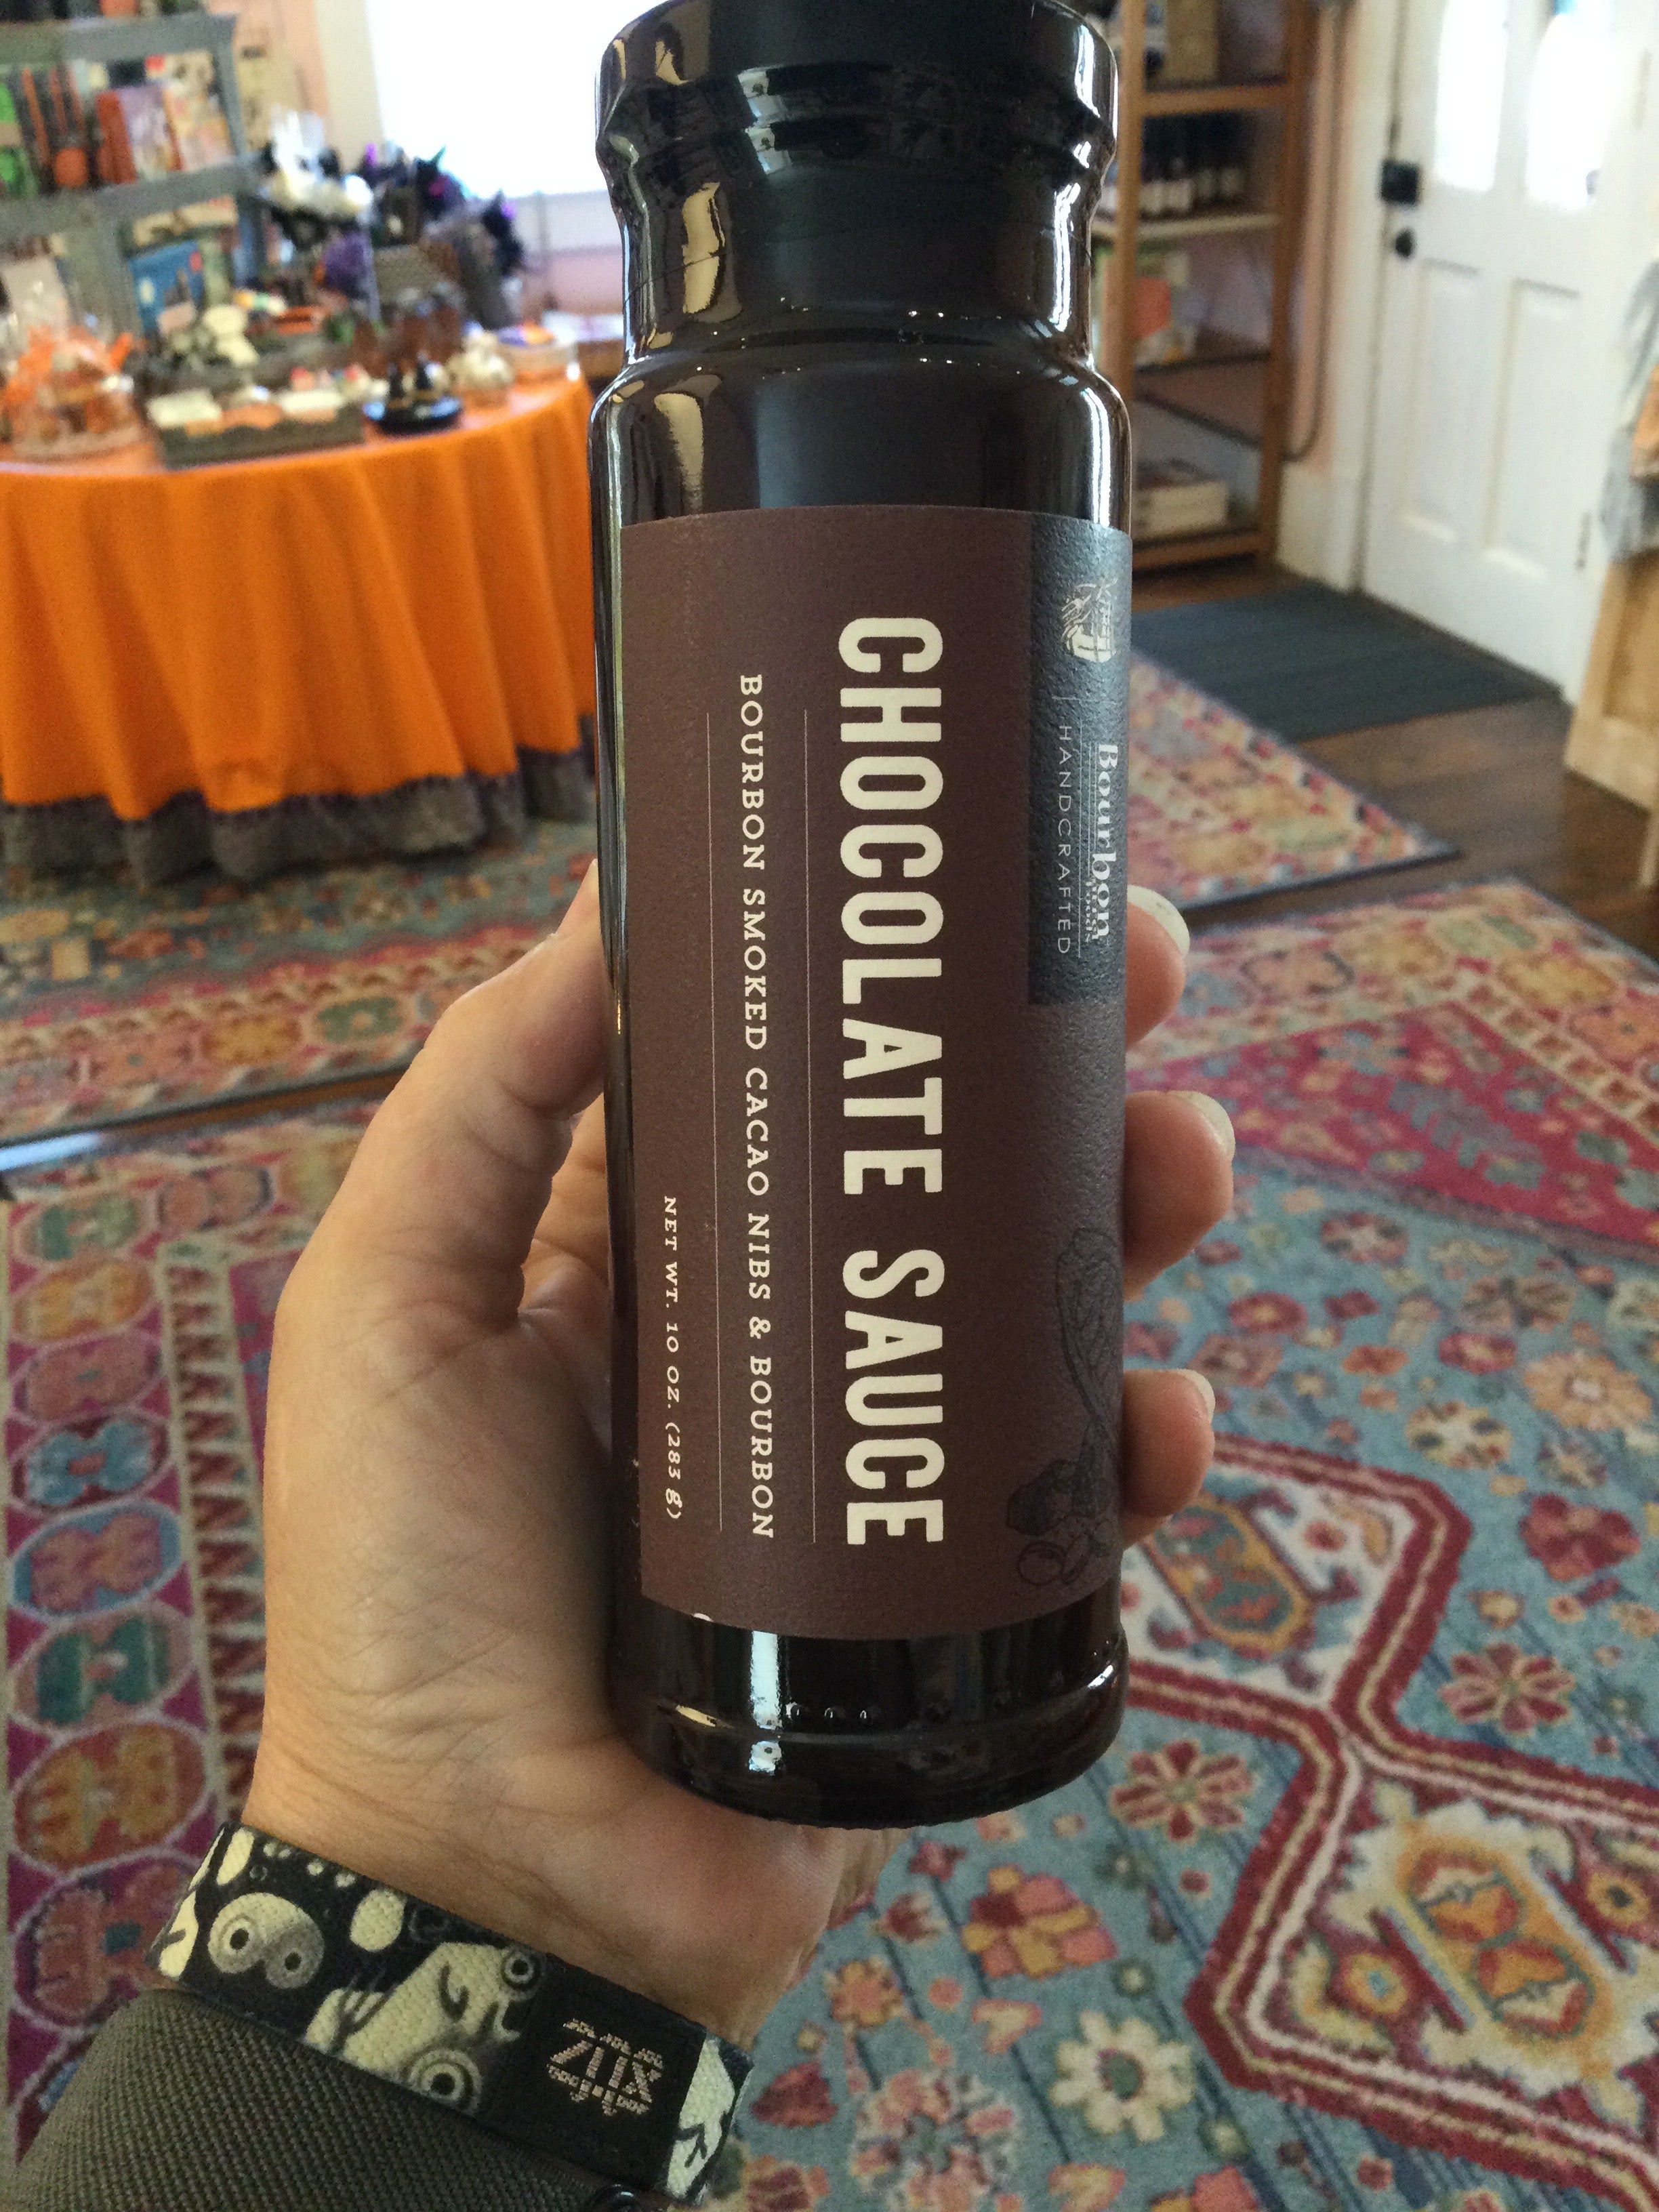 Bourbon
HANDCRAFTED
CHOCOLATE SAUCE
BOURBON SMOKED CACAO NIBS & BOURBON
NET WT. 10 OZ. (283 g)